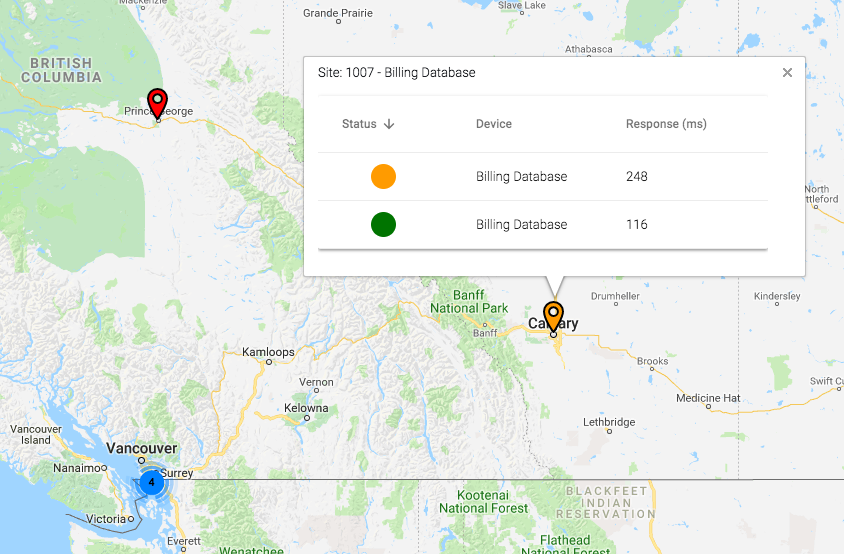 Mackenzie
Grande Prairie
Slave Lake
Athabasca
BRITISH
COLUMBIA
Prince George
Site: 1007 - Billing Database
Status Device Response (ms)
Billing Database 248
Billing Database 116
North
Banff
National Park
Drumheller
Kindersley
Calgary
Banff
Kamloops
Brooks
Vernon
Swift Cu
Kelowna
Medicine Hat
Lethbridge
Vancouver
Island
Vancouver
Nanaimo
Surrey
4
Victoria
Kootenai
National Forest
BLACKFEET
INDIAN
RESERVATION
Everett
Wenatchee
Flathead
National Forest